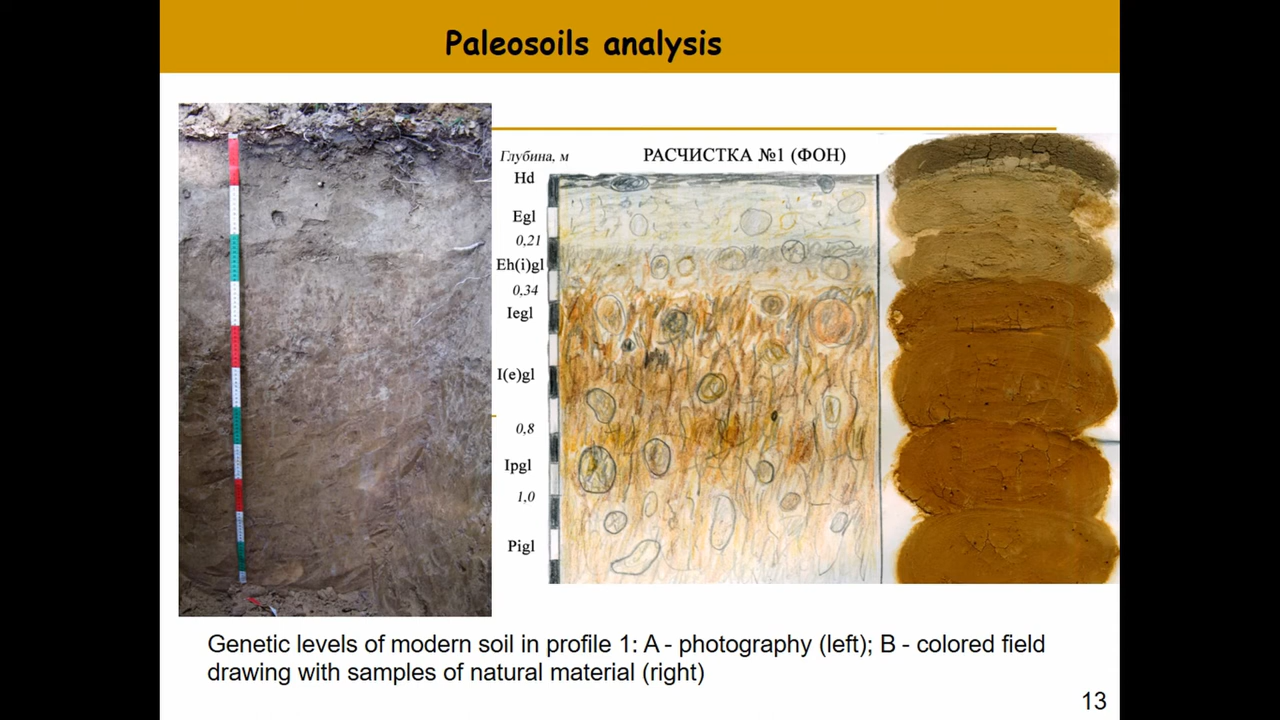 Paleosoils analysis
Глубина, м
РАСЧИСТКА №1 (ФОН)
Hd
Egl
0,21
Eh(i)gl
0,34
Iegl
I(e)gl
0,8
Ipgl
1,0
Pigl
Genetic levels of modern soil in profile 1: A - photography (left); B - colored field
drawing with samples of natural material (right)
13